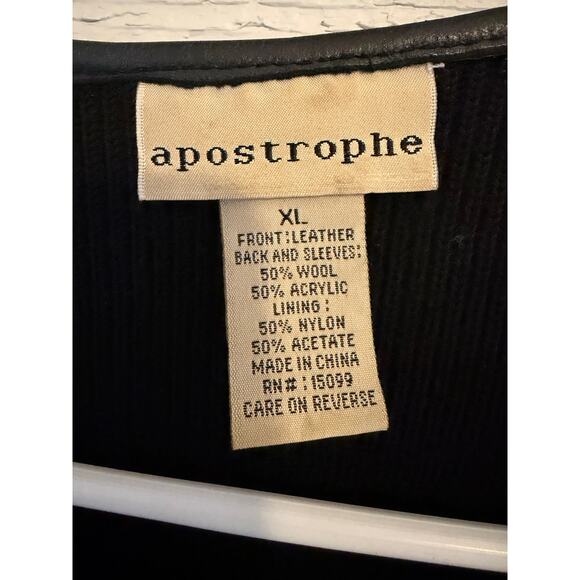 apostrophe
XL
FRONT:LEATHER
BACK AND SLEEVES:
50% WOOL
50% ACRYLIC
LINING:
50% NYLON
50% ACETATE
MADE IN CHINA
RN#:15099
CARE ON REVERSE